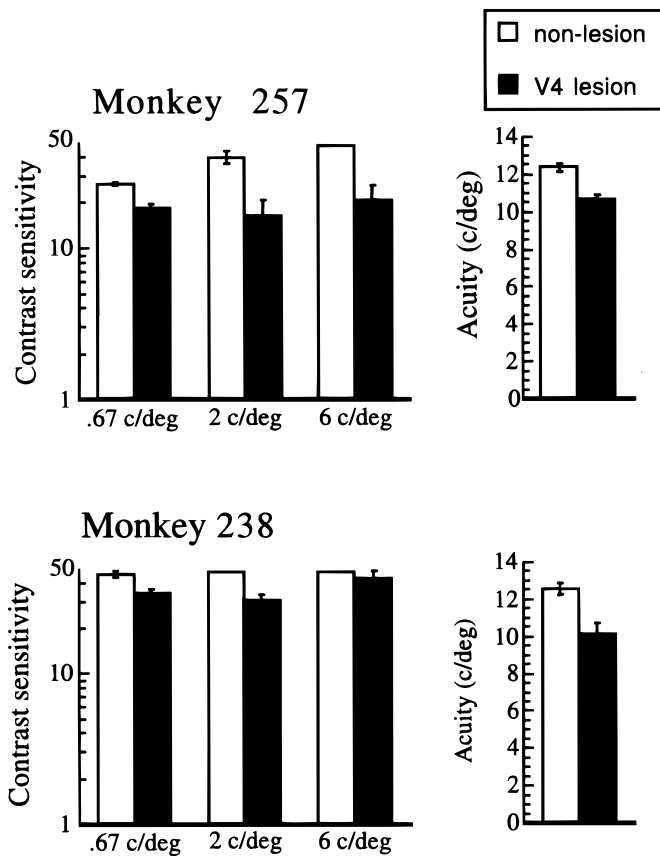 non-lesion
V4 lesion
Monkey 257
Contrast sensitivity
50
10
1
.67 c/deg 2 c/deg 6 c/deg
Acuity (c/deg)
14
12
10
8
6
4
2
0
Monkey 238
Contrast sensitivity
50
10
1
.67 c/deg 2 c/deg 6 c/deg
Acuity (c/deg)
14
12
10
8
6
4
2
0